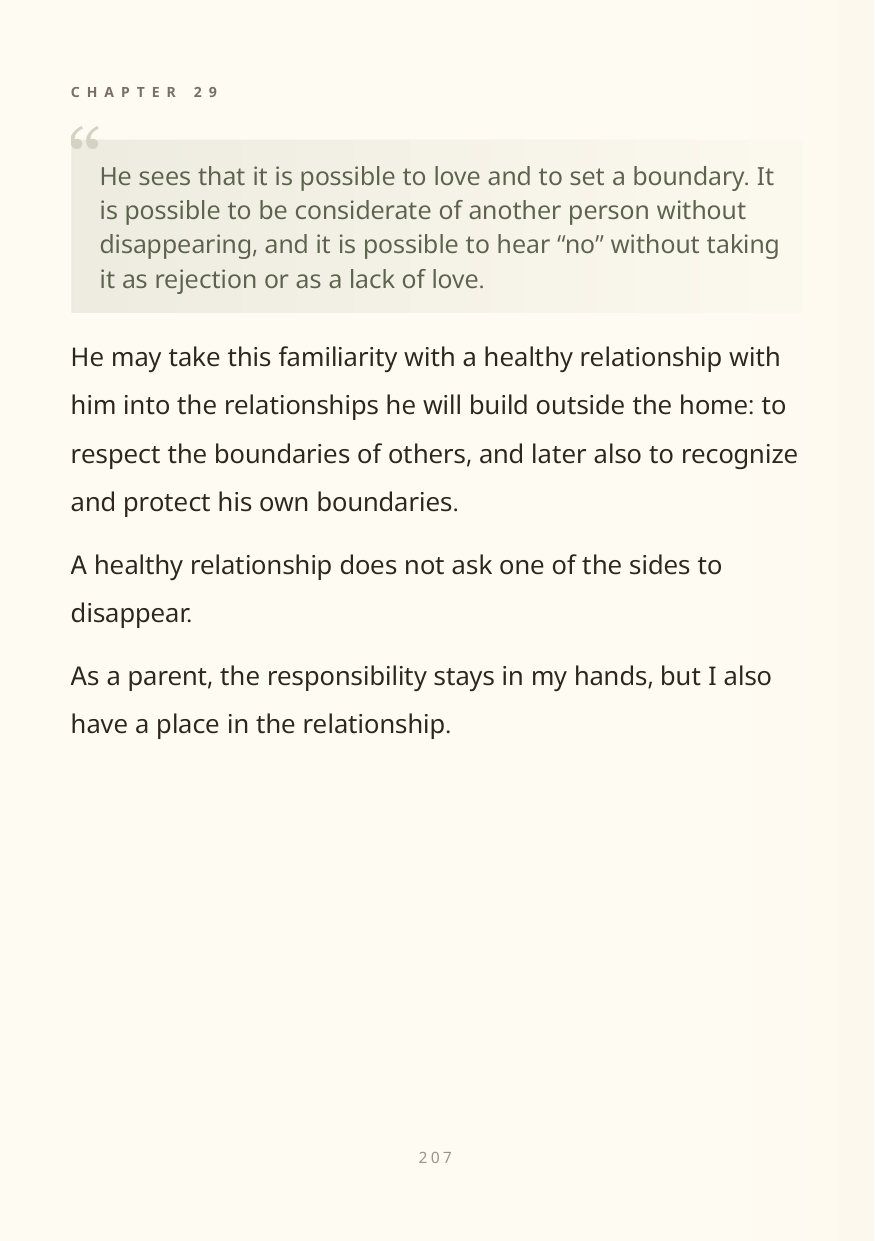 CHAPTER 29
“
He sees that it is possible to love and to set a boundary. It
is possible to be considerate of another person without
disappearing, and it is possible to hear “no” without taking
it as rejection or as a lack of love.
He may take this familiarity with a healthy relationship with
him into the relationships he will build outside the home: to
respect the boundaries of others, and later also to recognize
and protect his own boundaries.
A healthy relationship does not ask one of the sides to
disappear.
As a parent, the responsibility stays in my hands, but I also
have a place in the relationship.
207